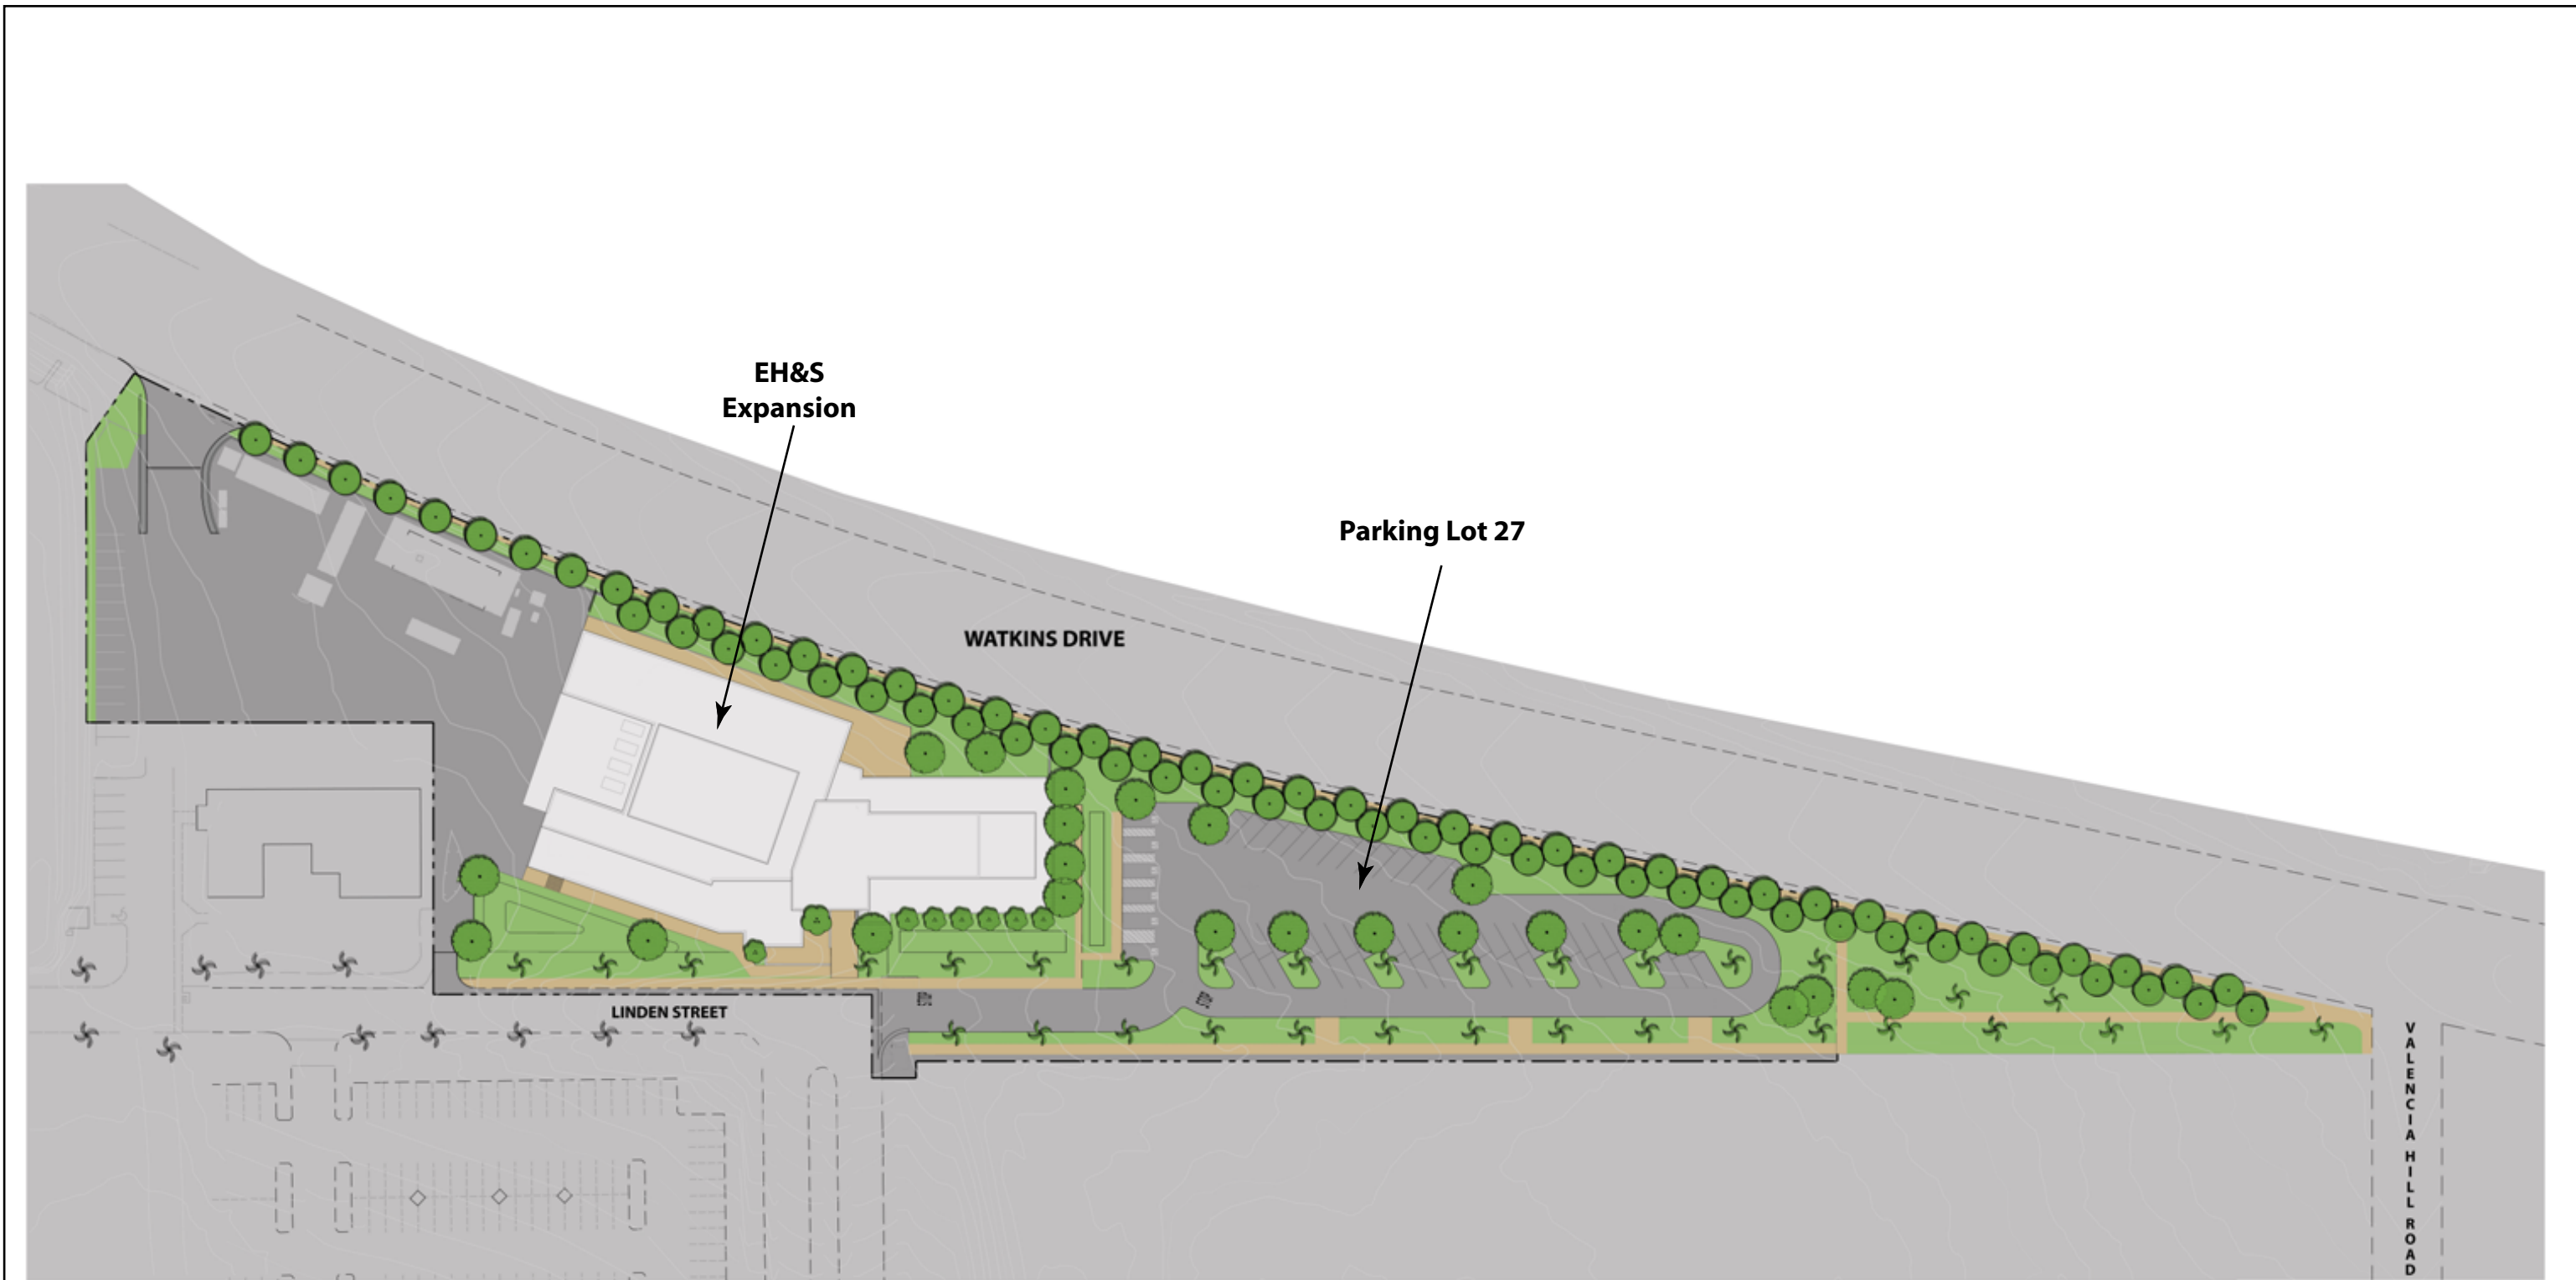 EH&S
Expansion
Parking Lot 27
WATKINS DRIVE
LINDEN STREET
VALENCIA HILL ROAD